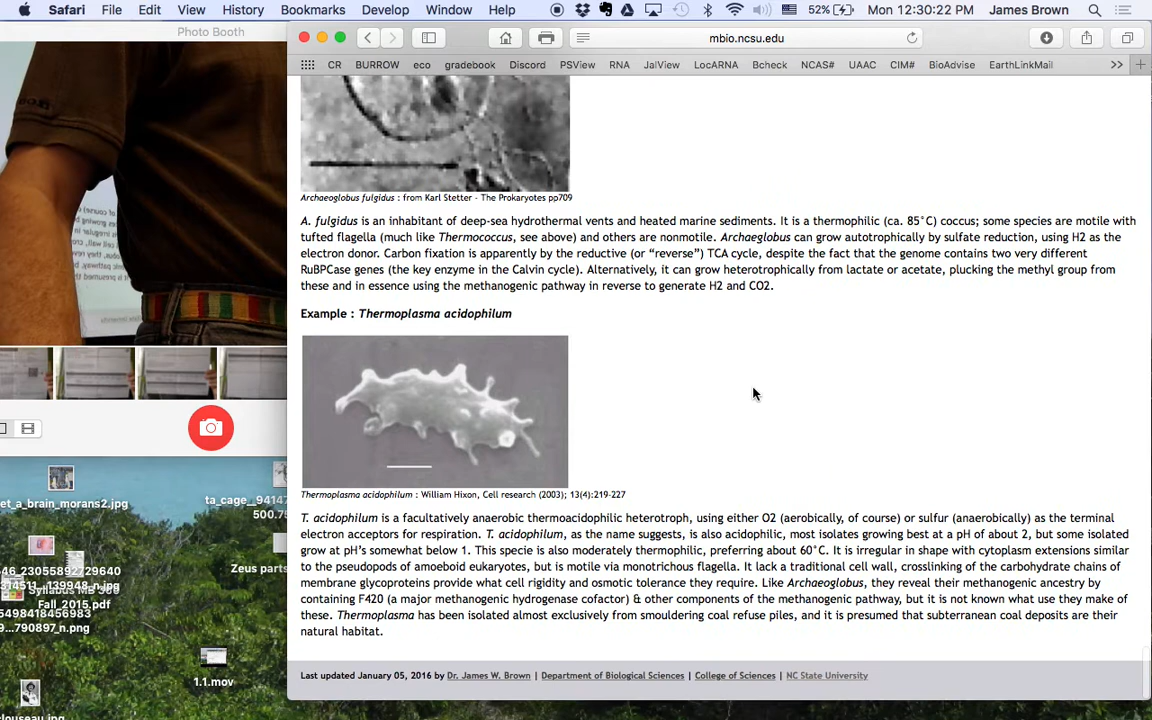 Safari File Edit View History Bookmarks Develop Window Help 52% Mon 12:30:22 PM James Brown
Photo Booth
mbio.ncsu.edu
CR BURROW eco gradebook Discord PSView RNA JalView LocARNA Bcheck NCAS# UAAC CIM# BioAdvise EarthLinkMail >> +
Archaeoglobus fulgidus : from Karl Stetter - The Prokaryotes pp709
A. fulgidus is an inhabitant of deep-sea hydrothermal vents and heated marine sediments. It is a thermophilic (ca. 85˚C) coccus; some species are motile with
tufted flagella (much like Thermococcus, see above) and others are nonmotile. Archaeoglobus can grow autotrophically by sulfate reduction, using H2 as the
electron donor. Carbon fixation is apparently by the reductive (or “reverse”) TCA cycle, despite the fact that the genome contains two very different
RuBPCase genes (the key enzyme in the Calvin cycle). Alternatively, it can grow heterotrophically from lactate or acetate, plucking the methyl group from
these and in essence using the methanogenic pathway in reverse to generate H2 and CO2.
Example : Thermoplasma acidophilum
Thermoplasma acidophilum : William Hixon, Cell research (2003); 13(4):219-227
T. acidophilum is a facultatively anaerobic thermoacidophilic heterotroph, using either O2 (aerobically, of course) or sulfur (anaerobically) as the terminal
electron acceptors for respiration. T. acidophilum, as the name suggests, is also acidophilic, most isolates growing best at a pH of about 2, but some isolated
grow at pH’s somewhat below 1. This specie is also moderately thermophilic, preferring about 60˚C. It is irregular in shape with cytoplasm extensions similar
to the pseudopods of amoeboid eukaryotes, but is motile via monotrichous flagella. It lack a traditional cell wall, crosslinking of the carbohydrate chains of
membrane glycoproteins provide what cell rigidity and osmotic tolerance they require. Like Archaeoglobus, they reveal their methanogenic ancestry by
containing F420 (a major methanogenic hydrogenase cofactor) & other components of the methanogenic pathway, but it is not known what use they make of
these. Thermoplasma has been isolated almost exclusively from smouldering coal refuse piles, and it is presumed that subterranean coal deposits are their
natural habitat.
Last updated January 05, 2016 by Dr. James W. Brown | Department of Biological Sciences | College of Sciences | NC State University
et_a_brain_morans2.jpg
ta_cage_94147
500.75
Zeus parts
Fall_2015.pdf
...790897_n.png
1.1.mov